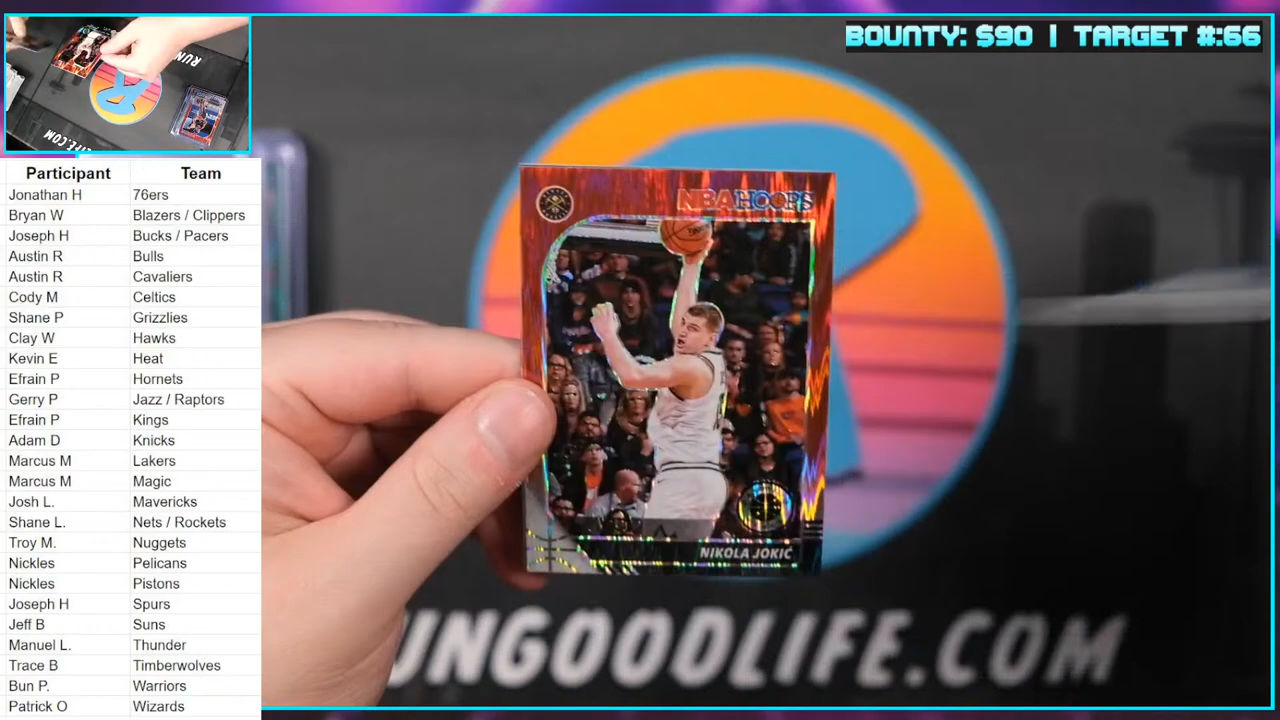 BOUNTY: $90 | TARGET #:66
RUN
.COM
Participant Team
Jonathan H 76ers
Bryan W Blazers / Clippers
Joseph H Bucks / Pacers
Austin R Bulls
Austin R Cavaliers
Cody M Celtics
Shane P Grizzlies
Clay W Hawks
Kevin E Heat
Efrain P Hornets
Gerry P Jazz / Raptors
Efrain P Kings
Adam D Knicks
Marcus M Lakers
Marcus M Magic
Josh L. Mavericks
Shane L. Nets / Rockets
Troy M. Nuggets
Nickles Pelicans
Nickles Pistons
Joseph H Spurs
Jeff B Suns
Manuel L. Thunder
Trace B Timberwolves
Bun P. Warriors
Patrick O Wizards
NBA HOOPS
NIKOLA JOKIĆ
RUNGOODLIFE.COM